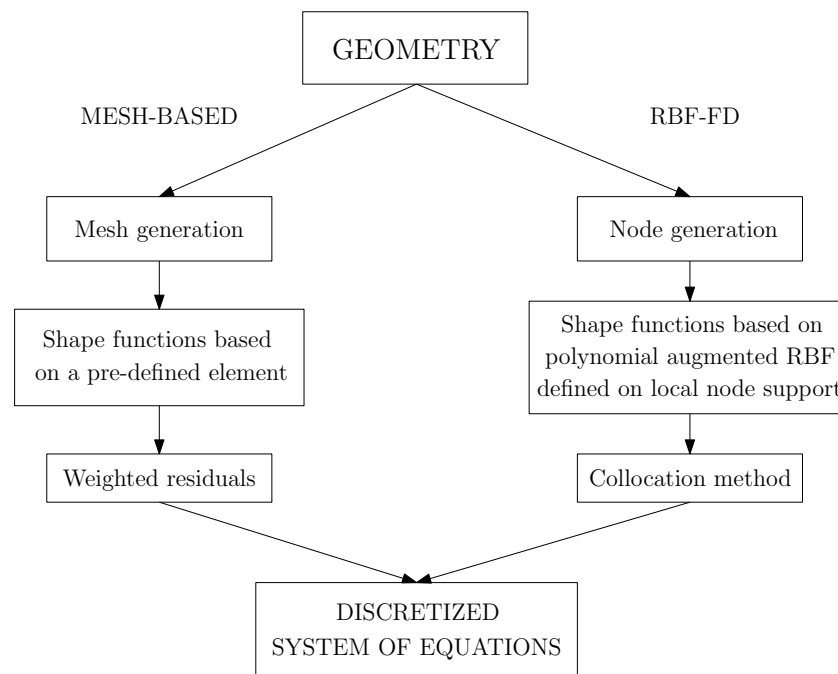 GEOMETRY
MESH-BASED
RBF-FD
Mesh generation
Node generation
Shape functions based
on a pre-defined element
Shape functions based on
polynomial augmented RBF
defined on local node support
Weighted residuals
Collocation method
DISCRETIZED
SYSTEM OF EQUATIONS